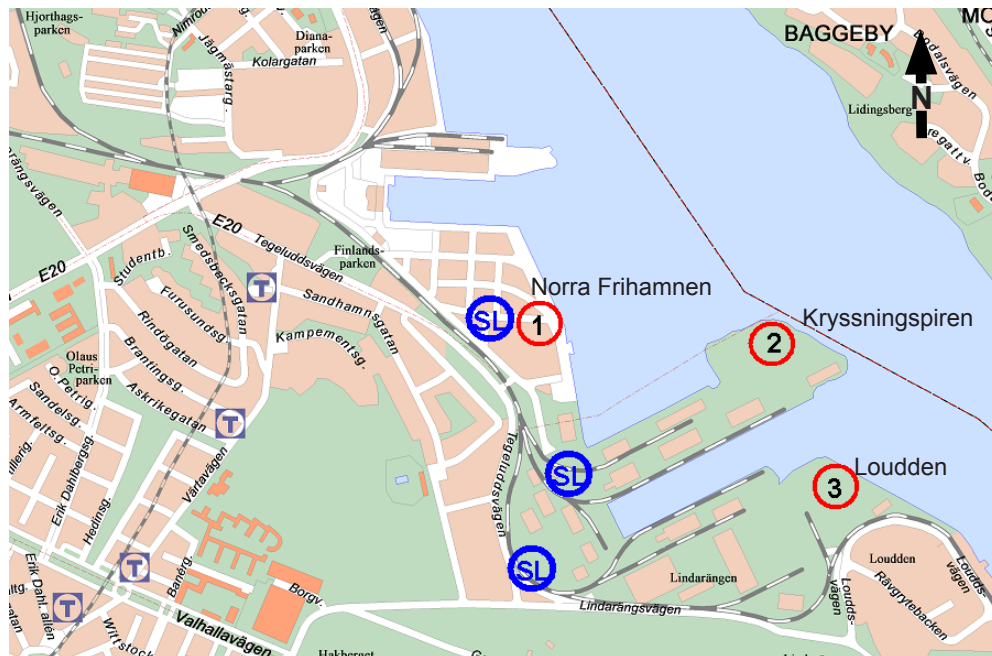 Hjorthags-
parken
Nimrod
Jägmästarg.
Diana-
parken
Kolargatan
BAGGEBY
Bodalsvägen
N
Lidingsberg
E20
E20
Studentb.
Smedsbacksgatan
Tegeluddsvägen
Finlands-
parken
Furusundsg
Rindögatan
Brantingsg.
Askrikegatan
Sandhamnsgatan
Kampementsg.
T
SL
1
Norra Frihamnen
2
Kryssningspiren
Olaus
Petri-
parken
O. Petrig.
Sandelsg.
Armfeltsg.
Erik Dahlbergsg.
Hedinsg.
T
Värtavägen
Tegeluddsvägen
SL
3
Loudden
SL
T
T
Banérg.
Borgv.
Erik Dahl. allén
Valhallavägen
Wittstock
Lindarängen
Lindarängsvägen
Loudds-
vägen
Loudden
Rävgrytebacken
Loudds-
vägen
Hakberget